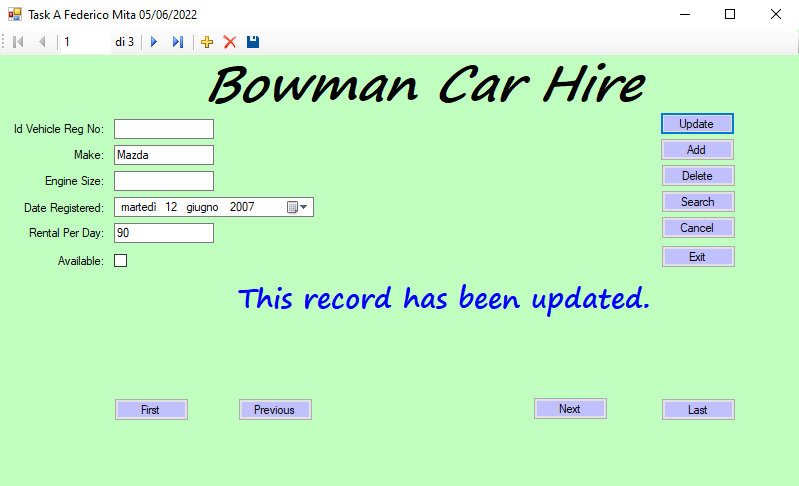 Task A Federico Mita 05/06/2022
1 di 3
Bowman Car Hire
Id Vehicle Reg No: Update
Make: Mazda Add
Engine Size: Delete
Date Registered: martedì 12 giugno 2007 Search
Rental Per Day: 90 Cancel
Available: Exit
This record has been updated.
First Previous Next Last